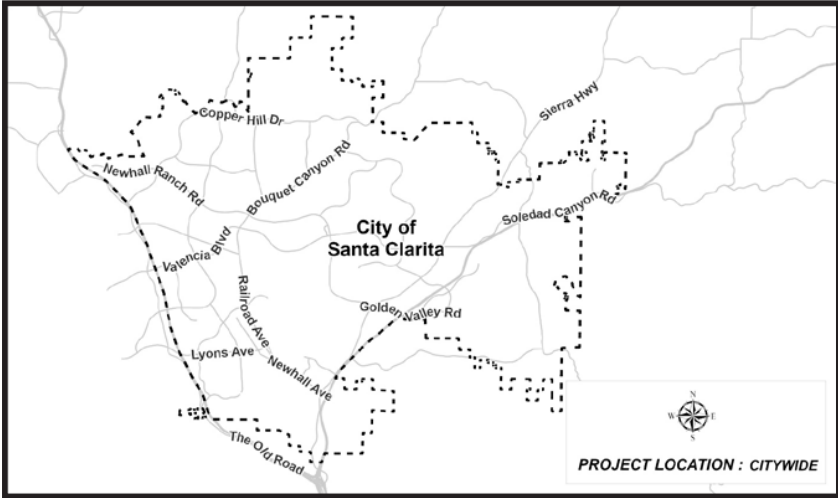 Sierra Hwy
Copper Hill Dr
Bouquet Canyon Rd
Newhall Ranch Rd
Soledad Canyon Rd
City of
Santa Clarita
Valencia Blvd
Railroad Ave
Golden Valley Rd
Lyons Ave
Newhall Ave
The Old Road
N
W E
S
PROJECT LOCATION : CITYWIDE